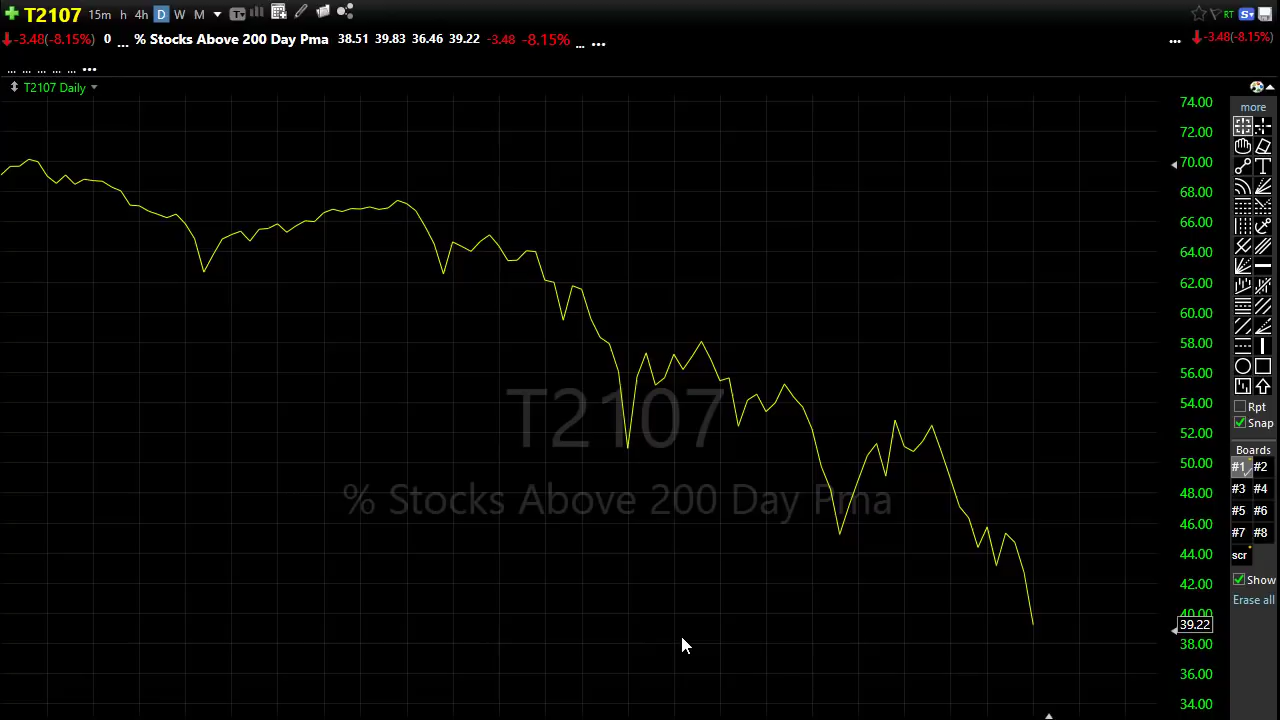 T2107 15m h 4h D W M T RT S
-3.48(-8.15%) 0 ... % Stocks Above 200 Day Pma 38.51 39.83 36.46 39.22 -3.48 -8.15% ... ... ... -3.48(-8.15%)
... ... ... ... ... ...
T2107 Daily
more
74.00
72.00
70.00
68.00
66.00
64.00
62.00
60.00
58.00
56.00
54.00
52.00
50.00
48.00
46.00
44.00
42.00
40.00
39.22
38.00
36.00
34.00
T2107
% Stocks Above 200 Day Pma
T
Rpt
Snap
Boards
#1 #2
#3 #4
#5 #6
#7 #8
scr
Show
Erase all